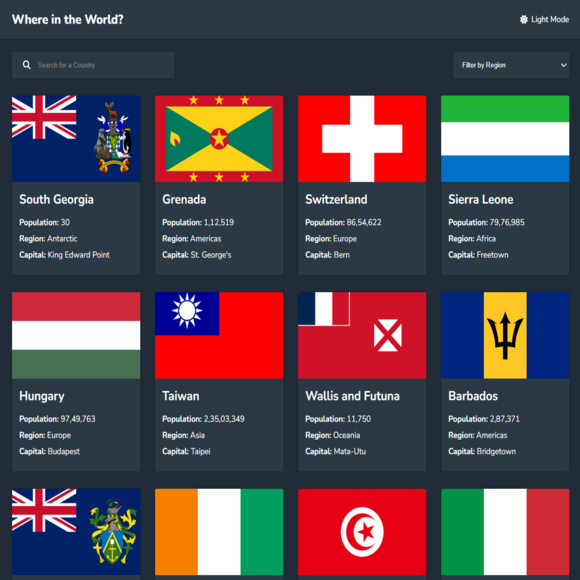 Where in the World?
Light Mode
Search for a Country
Filter by Region
South Georgia
Population: 30
Region: Antarctic
Capital: King Edward Point
Grenada
Population: 1,12,519
Region: Americas
Capital: St. George's
Switzerland
Population: 86,54,622
Region: Europe
Capital: Bern
Sierra Leone
Population: 79,76,985
Region: Africa
Capital: Freetown
Hungary
Population: 97,49,763
Region: Europe
Capital: Budapest
Taiwan
Population: 2,35,03,349
Region: Asia
Capital: Taipei
Wallis and Futuna
Population: 11,750
Region: Oceania
Capital: Mata-Utu
Barbados
Population: 2,87,371
Region: Americas
Capital: Bridgetown